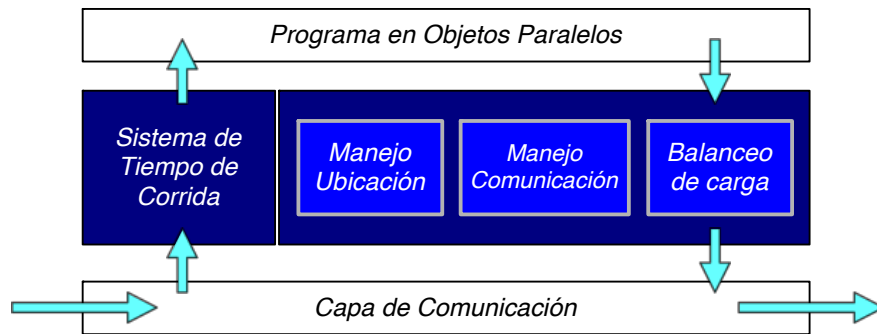 Programa en Objetos Paralelos
Sistema de
Tiempo de
Corrida
Manejo
Ubicación
Manejo
Comunicación
Balanceo
de carga
Capa de Comunicación